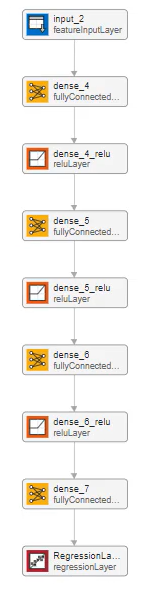 input_2
featureInputLayer
dense_4
fullyConnected...
dense_4_relu
reluLayer
dense_5
fullyConnected...
dense_5_relu
reluLayer
dense_6
fullyConnected...
dense_6_relu
reluLayer
dense_7
fullyConnected...
RegressionLa...
regressionLayer